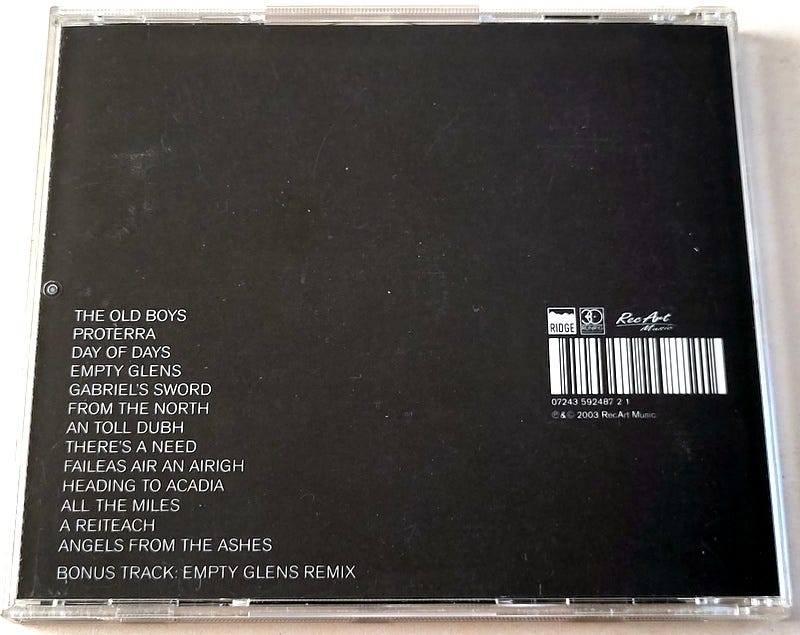 THE OLD BOYS
PROTERRA
DAY OF DAYS
EMPTY GLENS
GABRIEL'S SWORD
FROM THE NORTH
AN TOLL DUBH
THERE'S A NEED
FAILEAS AIR AN AIRIGH
HEADING TO ACADIA
ALL THE MILES
A REITEACH
ANGELS FROM THE ASHES
BONUS TRACK: EMPTY GLENS REMIX
RIDGE
30
RUNRIG
RecArt
Music
07243 592487 2 1
℗&© 2003 RecArt Music